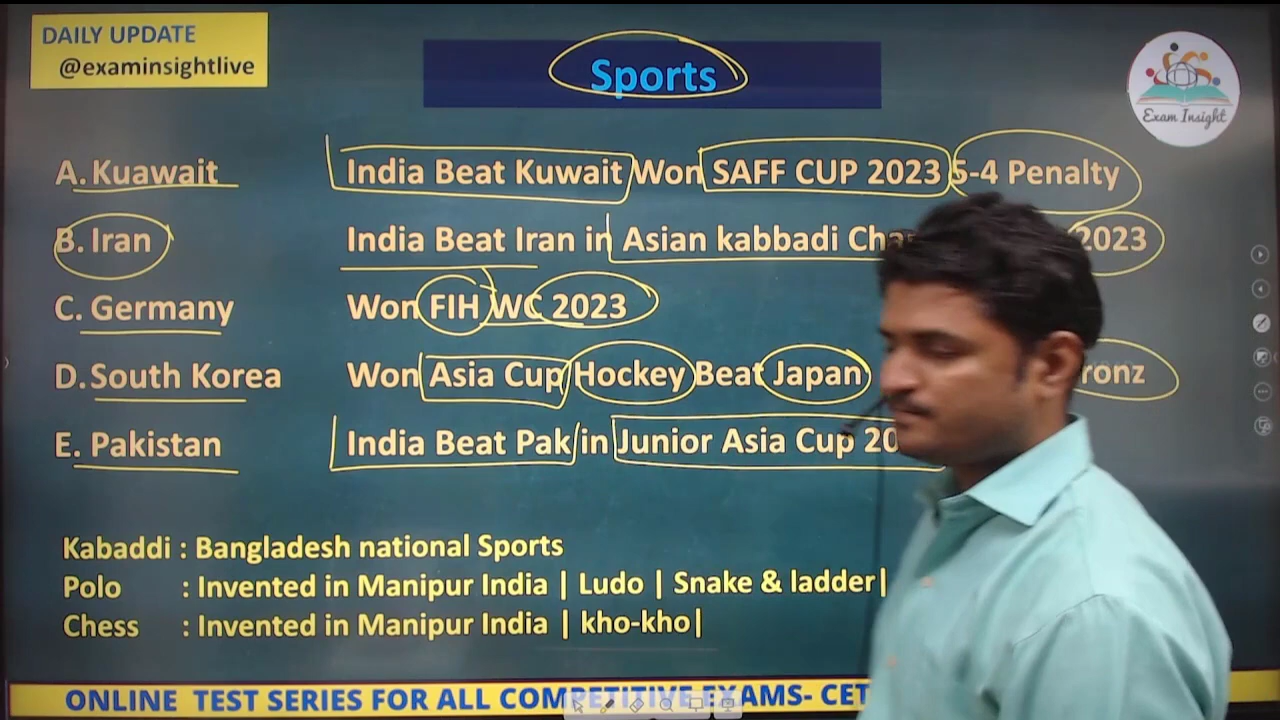 DAILY UPDATE
@examinsightlive
Sports
Exam Insight
A. Kuawait India Beat Kuwait Won SAFF CUP 2023 5-4 Penalty
B. Iran India Beat Iran in Asian kabbadi 2023
C. Germany Won FIH WC 2023
D. South Korea Won Asia Cup Hockey Beat Japan
E. Pakistan India Beat Pak in Junior Asia Cup
Kabaddi : Bangladesh national Sports
Polo : Invented in Manipur India | Ludo | Snake & ladder|
Chess : Invented in Manipur India | kho-kho|
ONLINE TEST SERIES FOR ALL COMPETITIVE EXAMS- CET